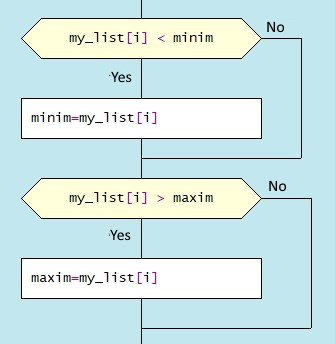 No
my_list[i] < minim
Yes
minim=my_list[i]
No
my_list[i] > maxim
Yes
maxim=my_list[i]